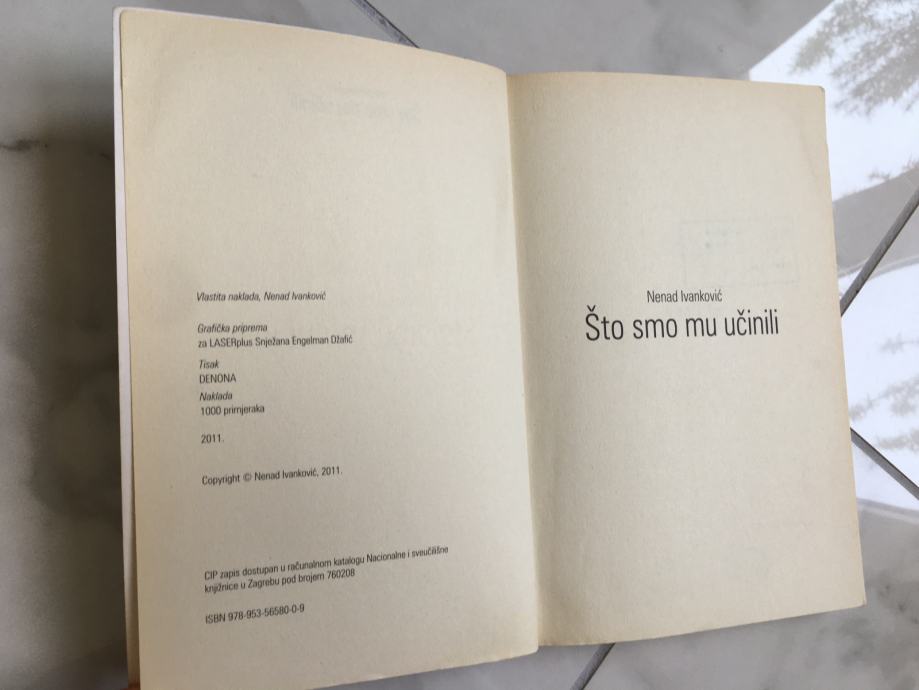 Vlastita naklada, Nenad Ivanković
Grafička priprema
za LASERplus Snježana Engelman Džafić
Tisak
DENONA
Naklada
1000 primjeraka
2011.
Copyright © Nenad Ivanković, 2011.
CIP zapis dostupan u računalnom katalogu Nacionalne i sveučilišne
knjižnice u Zagrebu pod brojem 760208
ISBN 978-953-56580-0-9
Nenad Ivanković
Što smo mu učinili